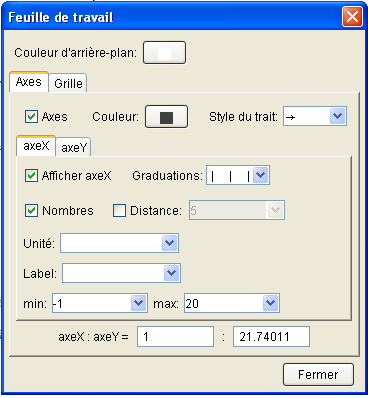 Feuille de travail
Couleur d'arrière-plan:
Axes Grille
Axes Couleur: Style du trait:
axeX axeY
Afficher axeX Graduations: | | |
Nombres Distance: 5
Unité:
Label:
min: -1 max: 20
axeX : axeY = 1 : 21.74011
Fermer